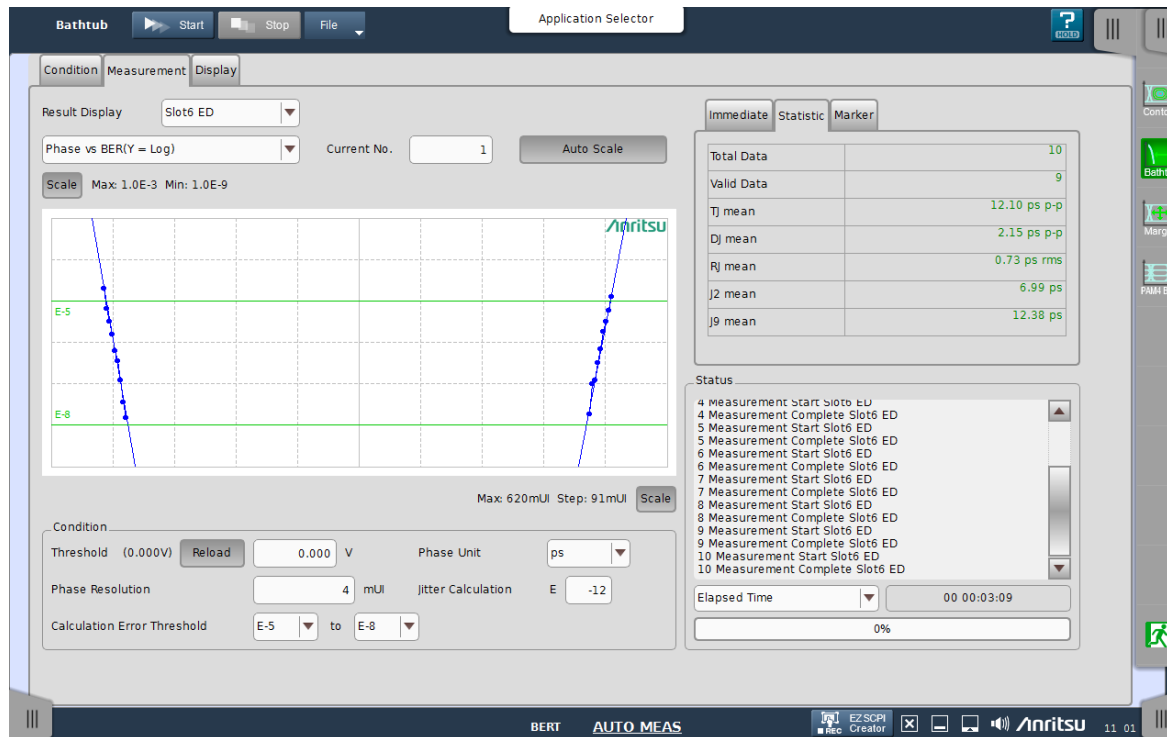 Bathtub Start Stop File Application Selector ? HOLD
Condition Measurement Display
Result Display Slot6 ED
Phase vs BER(Y = Log) Current No. 1 Auto Scale
Scale Max: 1.0E-3 Min: 1.0E-9
Anritsu
E-5
E-8
Max: 620mUI Step: 91mUI Scale
Condition
Threshold (0.000V) Reload 0.000 V Phase Unit ps
Phase Resolution 4 mUI Jitter Calculation E -12
Calculation Error Threshold E-5 to E-8
Immediate Statistic Marker
Total Data 10
Valid Data 9
TJ mean 12.10 ps p-p
DJ mean 2.15 ps p-p
RJ mean 0.73 ps rms
J2 mean 6.99 ps
J9 mean 12.38 ps
Status
4 Measurement Start Slot6 ED
4 Measurement Complete Slot6 ED
5 Measurement Start Slot6 ED
5 Measurement Complete Slot6 ED
6 Measurement Start Slot6 ED
6 Measurement Complete Slot6 ED
7 Measurement Start Slot6 ED
7 Measurement Complete Slot6 ED
8 Measurement Start Slot6 ED
8 Measurement Complete Slot6 ED
9 Measurement Start Slot6 ED
9 Measurement Complete Slot6 ED
10 Measurement Start Slot6 ED
10 Measurement Complete Slot6 ED
Elapsed Time 00 00:03:09
0%
Conto
Batht
Marg
PAM4 B
BERT AUTO MEAS REC EZ SCPI Creator Anritsu 11 01